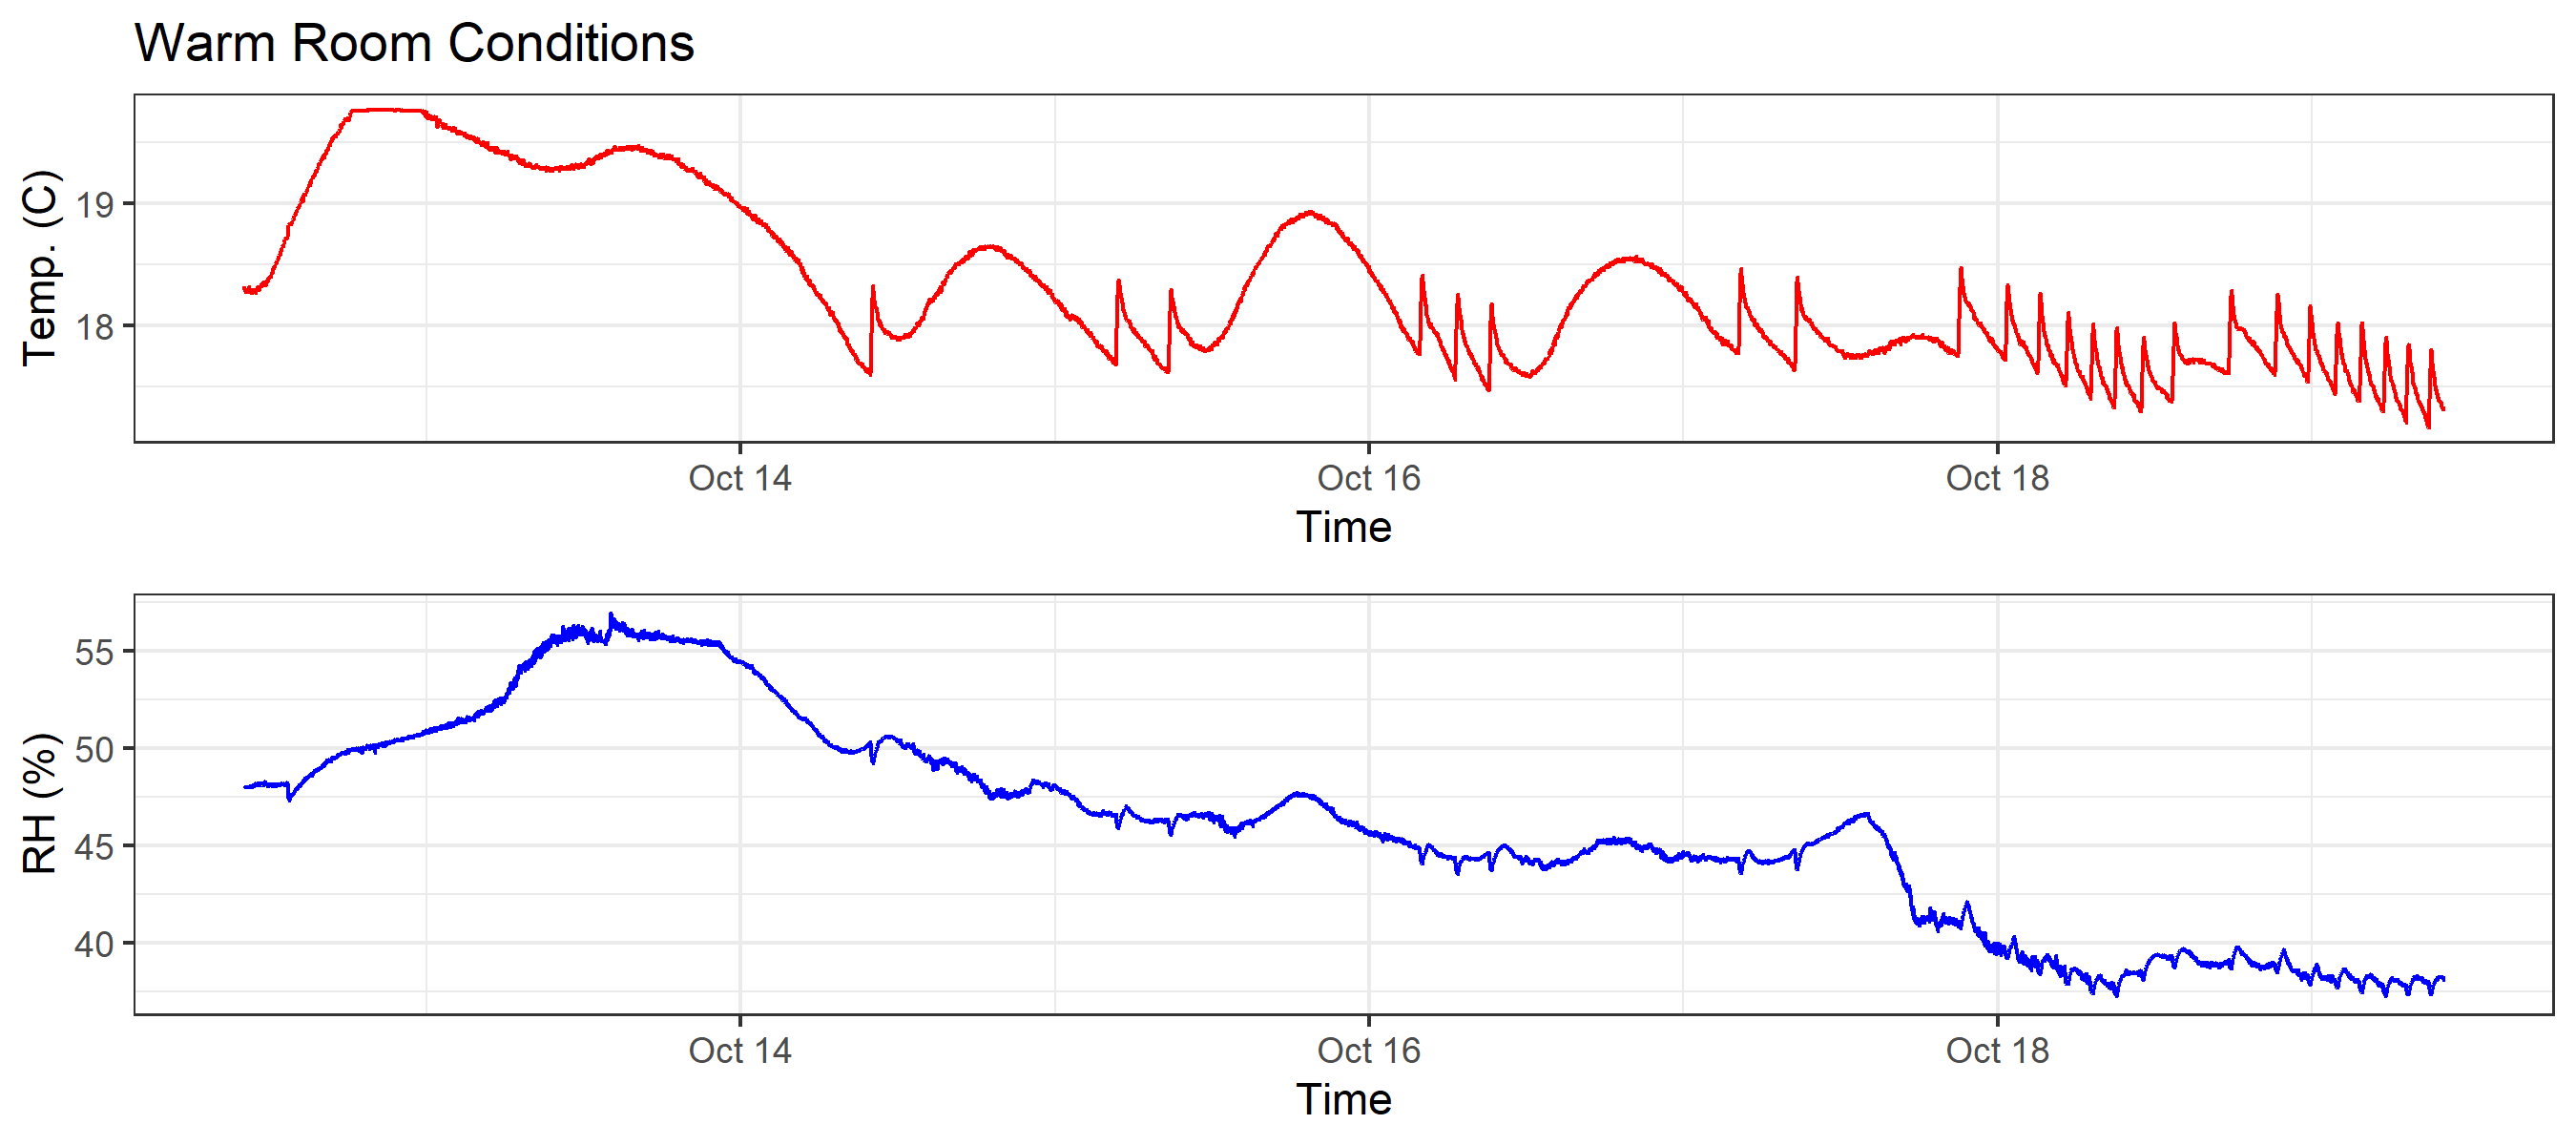 Warm Room Conditions
Temp. (C)
19
18
Oct 14 Oct 16 Oct 18
Time
RH (%)
55
50
45
40
Oct 14 Oct 16 Oct 18
Time